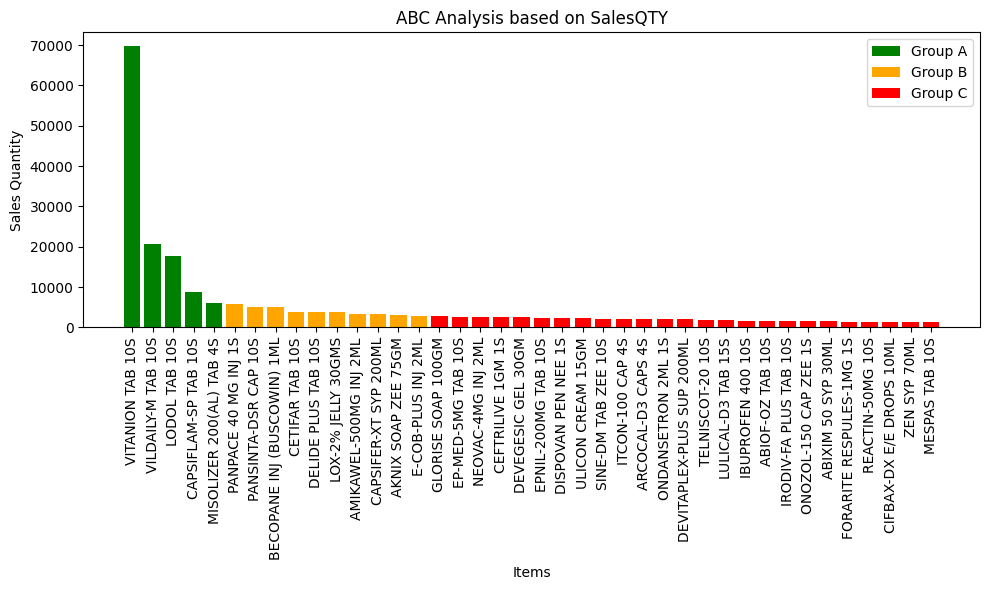 ABC Analysis based on SalesQTY
Group A
Group B
Group C
Sales Quantity
70000
60000
50000
40000
30000
20000
10000
0
VITANION TAB 10S
VILDAILY-M TAB 10S
LODOL TAB 10S
CAPSIFLAM-SP TAB 10S
MISOLIZER 200(AL) TAB 4S
PANPACE 40 MG INJ 1S
PANSINTA-DSR CAP 10S
BECOPANE INJ (BUSCOWIN) 1ML
CETIFAR TAB 10S
DELIDE PLUS TAB 10S
LOX-2% JELLY 30GMS
AMIKAWEL-500MG INJ 2ML
CAPSIFER-XT SYP 200ML
AKNIX SOAP ZEE 75GM
E-COB-PLUS INJ 2ML
GLORISE SOAP 100GM
EP-MED-5MG TAB 10S
NEOVAC-4MG INJ 2ML
CEFTRILIVE 1GM 1S
DEVEGESIC GEL 30GM
EPNIL-200MG TAB 10S
DISPOVAN PEN NEE 1S
ULICON CREAM 15GM
SINE-DM TAB ZEE 10S
ITCON-100 CAP 4S
ARCOCAL-D3 CAPS 4S
ONDANSETRON 2ML 1S
DEVITAPLEX-PLUS SUP 200ML
TELNISCOT-20 10S
LULICAL-D3 TAB 15S
IBUPROFEN 400 10S
ABIOF-OZ TAB 10S
IRODIV-FA PLUS TAB 10S
ONOZOL-150 CAP ZEE 1S
ABIXIM 50 SYP 30ML
FORARITE RESPULES-1MG 1S
REACTIN-50MG 10S
CIFBAX-DX E/E DROPS 10ML
ZEN SYP 70ML
MESPAS TAB 10S
Items